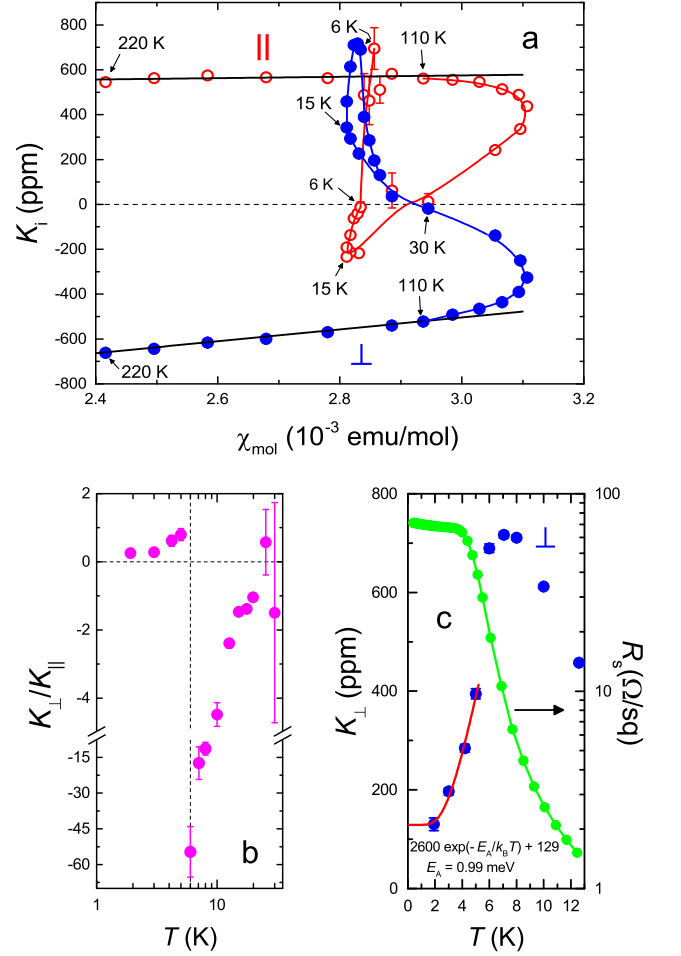 a
||
⊥
220 K
110 K
6 K
15 K
6 K
15 K
30 K
110 K
220 K
800
600
400
200
0
-200
-400
-600
-800
K_i (ppm)
2.4 2.6 2.8 3.0 3.2
χ_mol (10^-3 emu/mol)
b
2
0
-2
-4
-15
-30
-45
-60
K_⊥/K_||
1 10
T (K)
c
⊥
800
600
400
200
0
K_⊥ (ppm)
100
10
1
R_s(Ω/sq)
2600 exp(-E_A/k_BT) + 129
E_A = 0.99 meV
0 2 4 6 8 10 12
T (K)